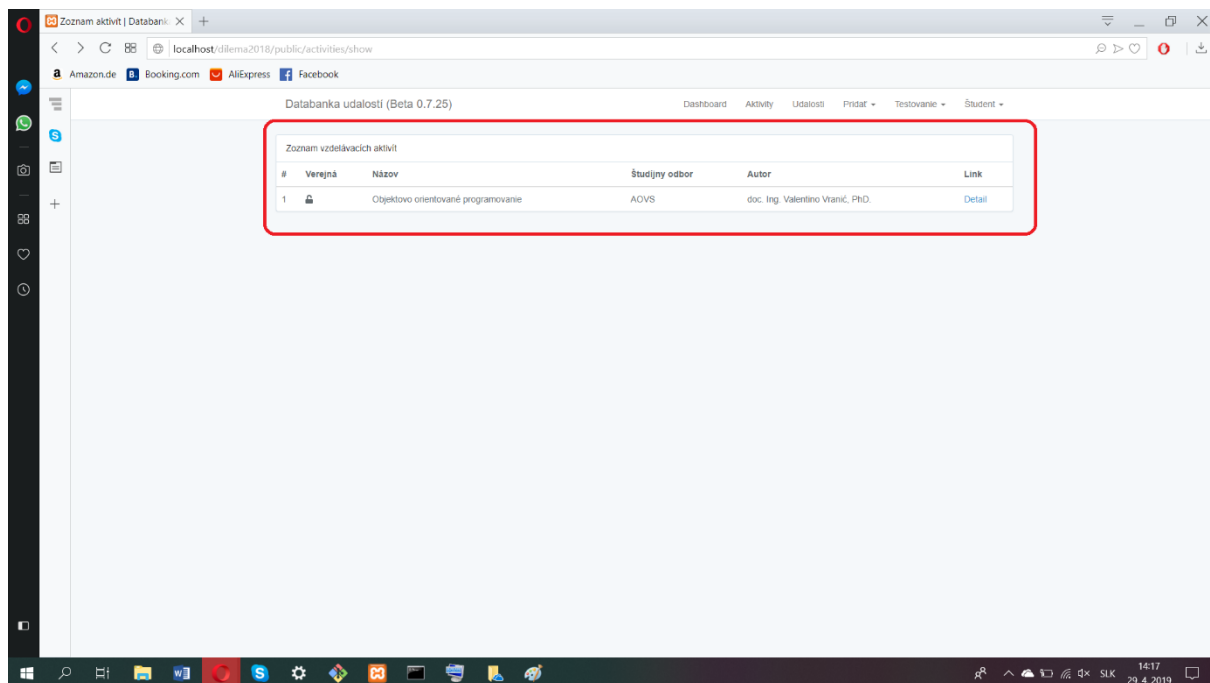 Zoznam aktivít | Databank
localhost/dilema2018/public/activities/show
Amazon.de Booking.com AliExpress Facebook
Databanka udalostí (Beta 0.7.25) Dashboard Aktivity Udalosti Pridať Testovanie Študent
Zoznam vzdelávacích aktivít
# Verejná Názov Študijny odbor Autor Link
1 Objektovo orientované programovanie AOVS doc. Ing. Valentino Vranić, PhD. Detail
SLK 14:17
29. 4. 2019